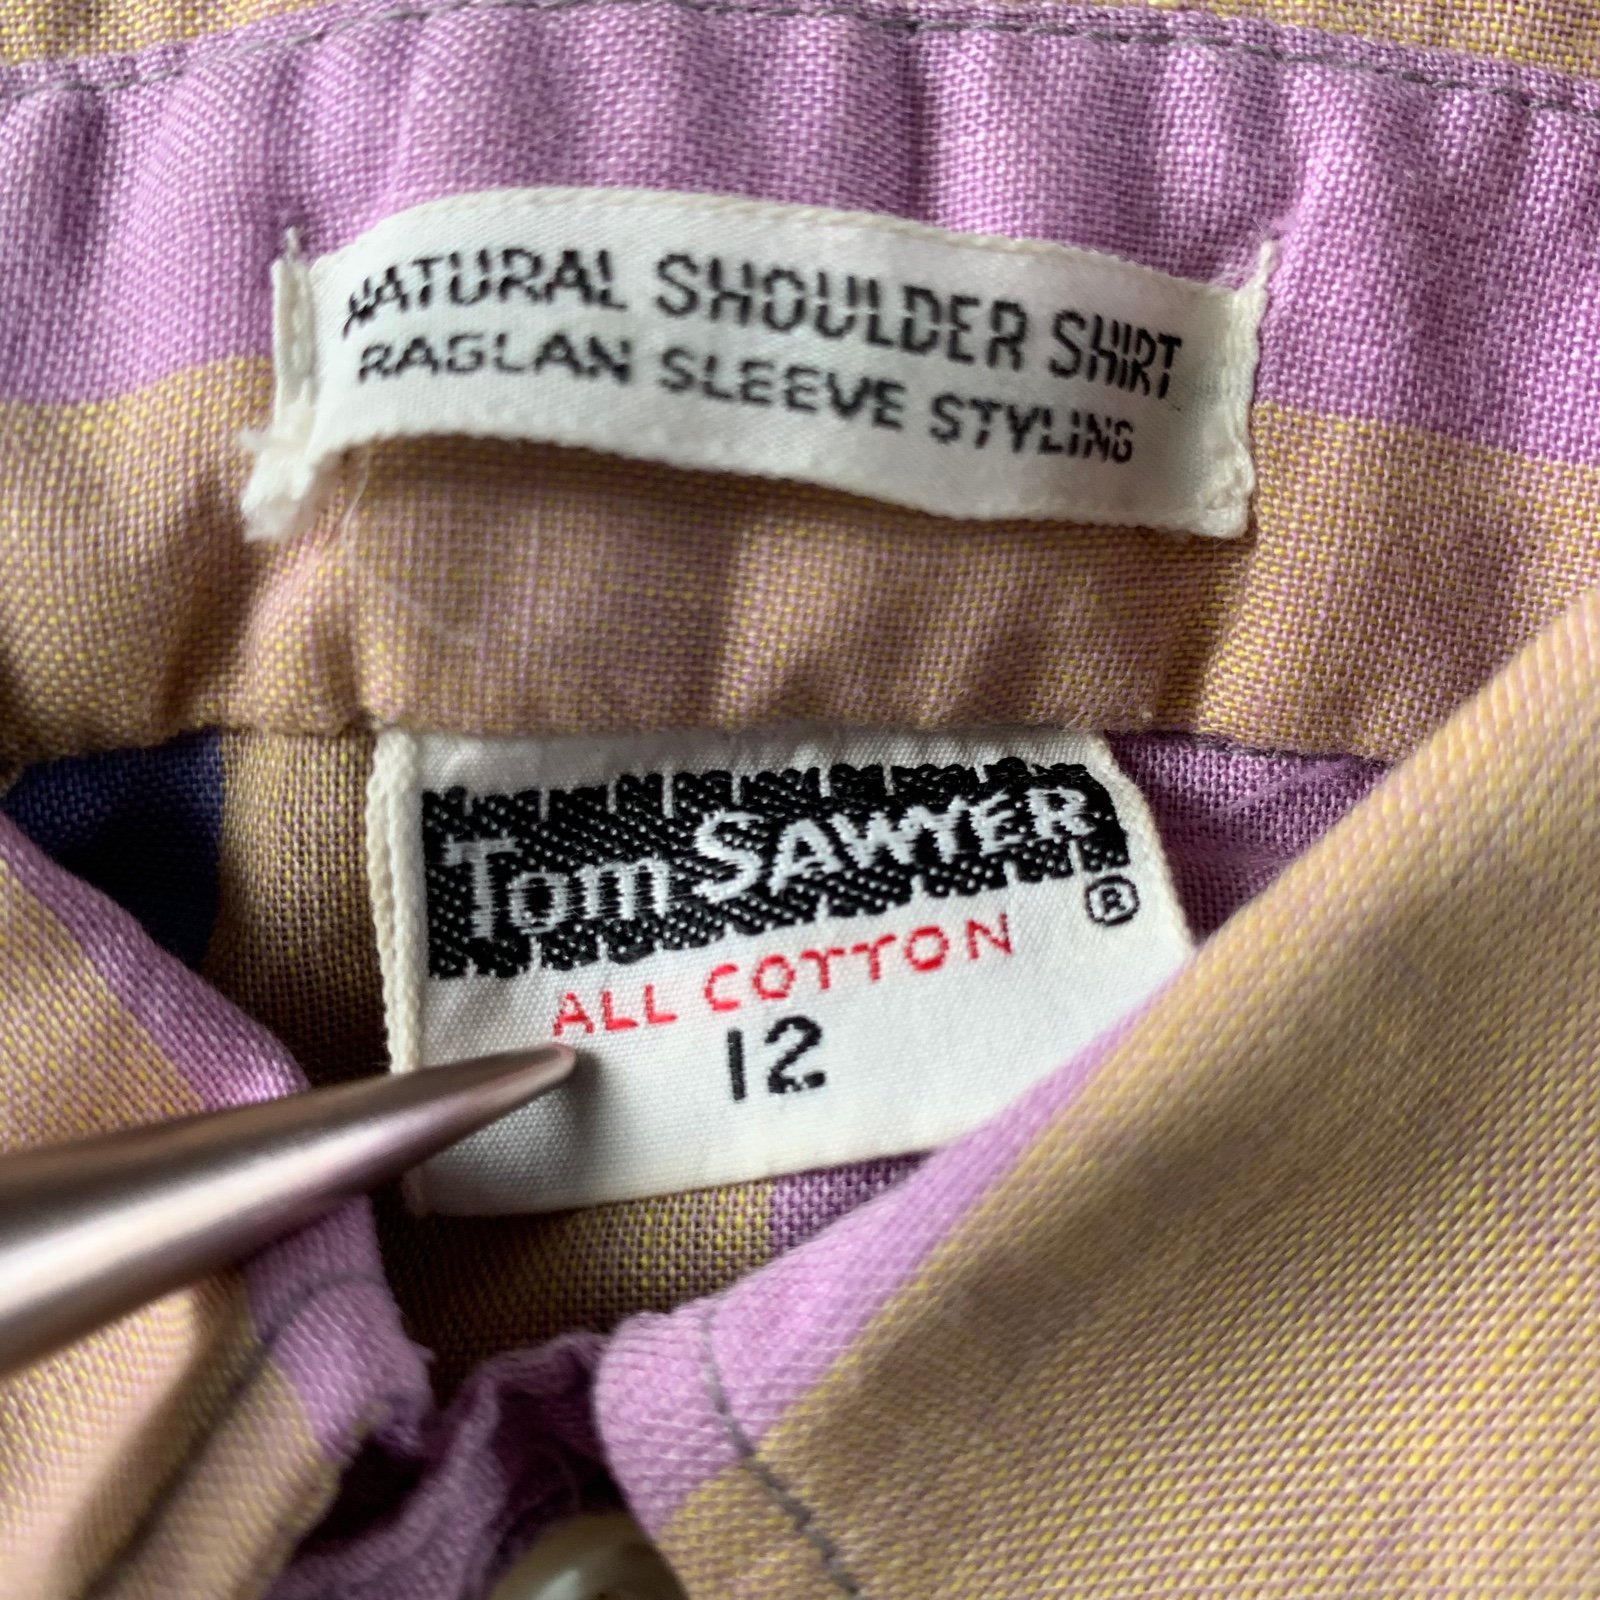 NATURAL SHOULDER SHIRT
RAGLAN SLEEVE STYLING
Tom SAWYER
®
ALL COTTON
12